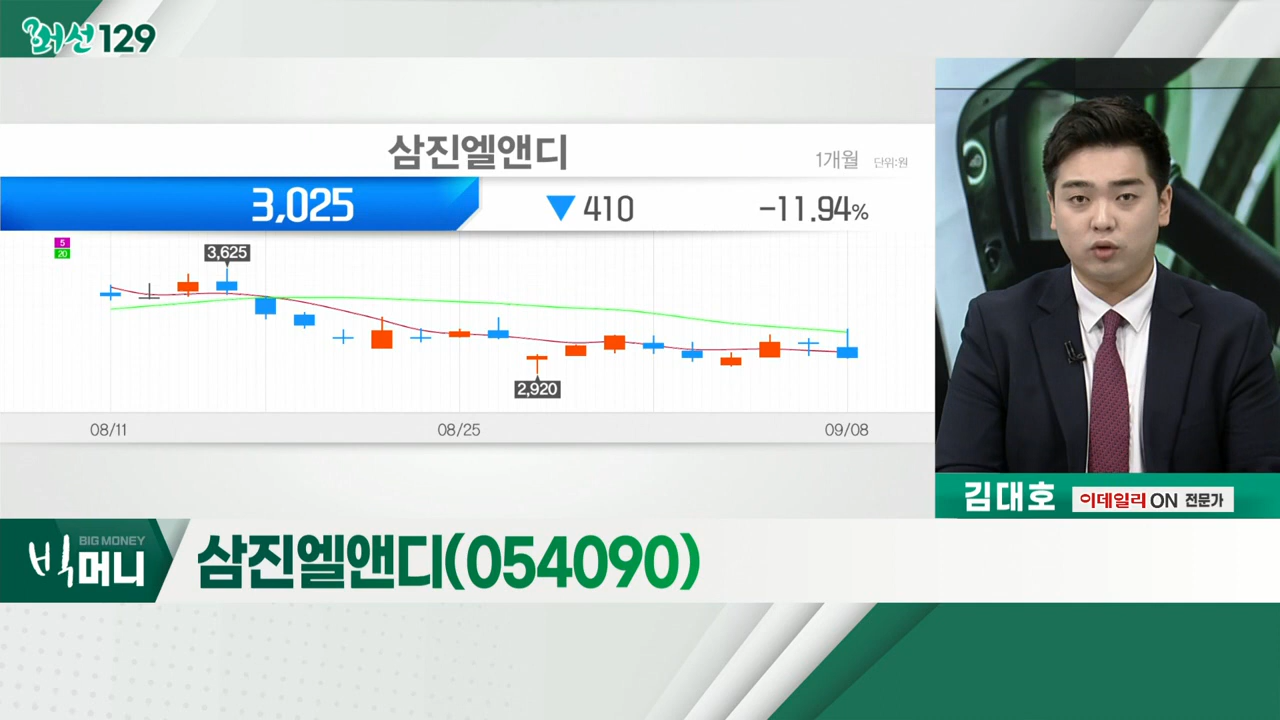 머선129
삼진엘앤디
1개월 단위:원
3,025 ▼410 -11.94%
5
20
3,625
2,920
08/11 08/25 09/08
김대호 이데일리ON 전문가
BIG MONEY
빅머니
삼진엘앤디(054090)